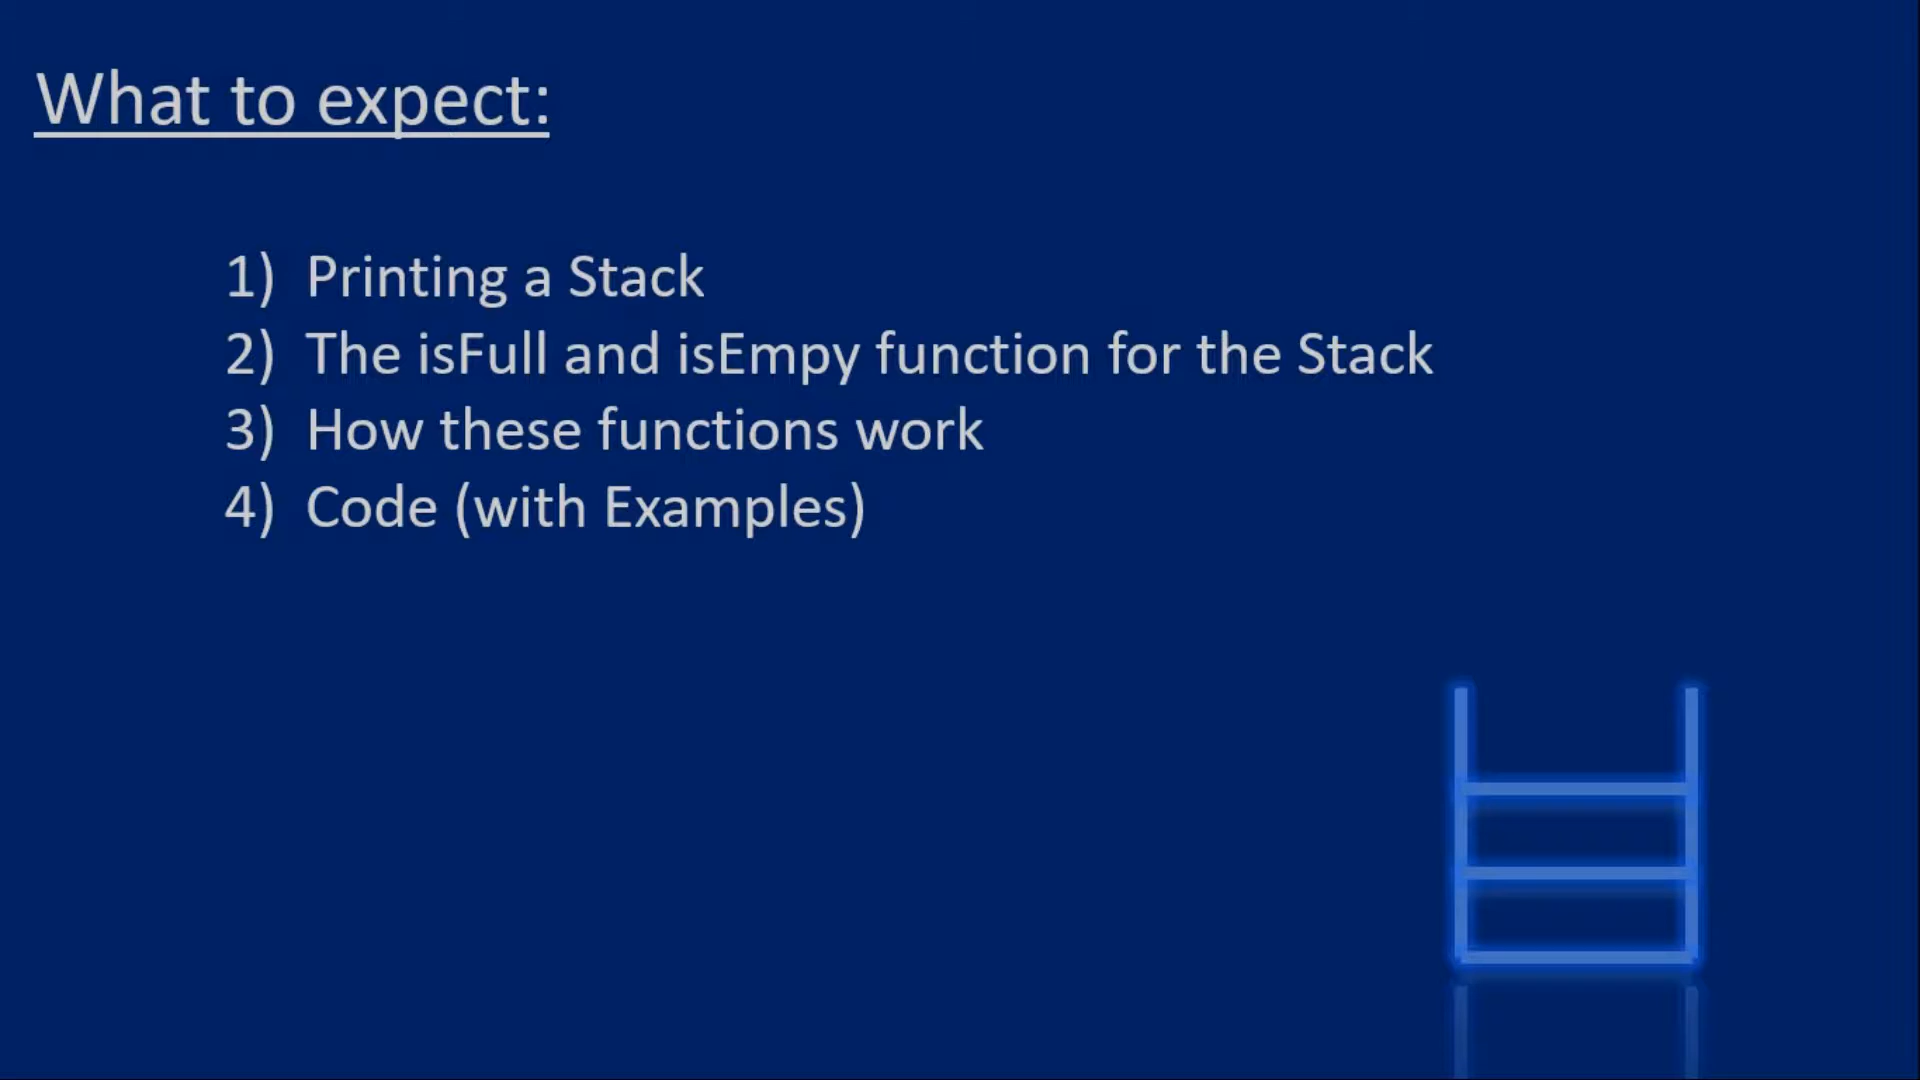 What to expect:
1) Printing a Stack
2) The isFull and isEmpy function for the Stack
3) How these functions work
4) Code (with Examples)